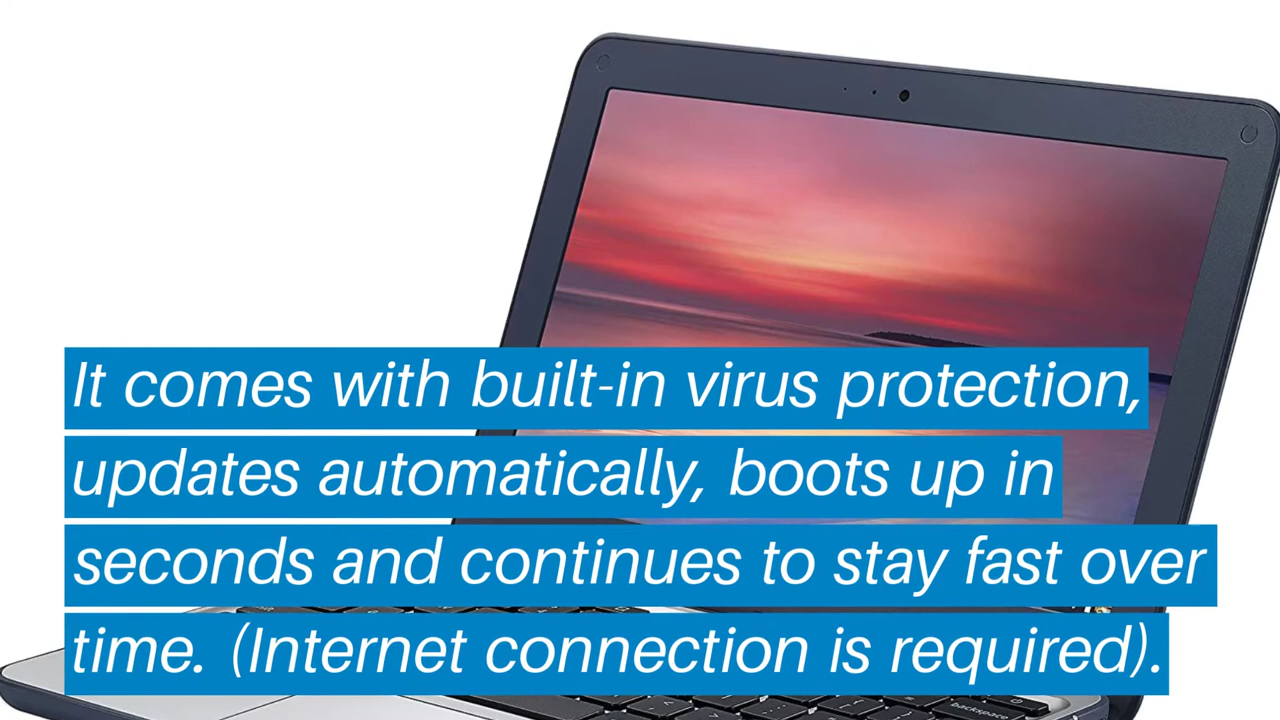 It comes with built-in virus protection,
updates automatically, boots up in
seconds and continues to stay fast over
time. (Internet connection is required).
backspace